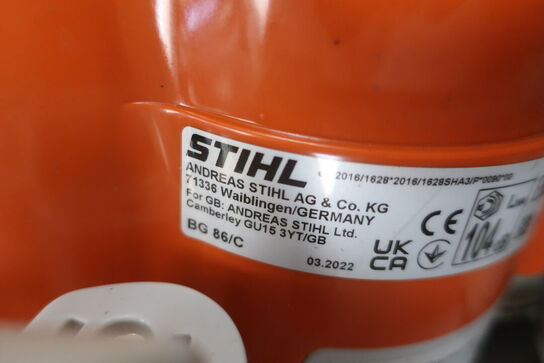 STIHL
ANDREAS STIHL AG & Co. KG
71336 Waiblingen/GERMANY
For GB: ANDREAS STIHL Ltd.
Camberley GU15 3YT/GB
BG 86/C
03.2022
2016/1628*2016/1628SHA3/P*0090*00
CE
UK
CA
104